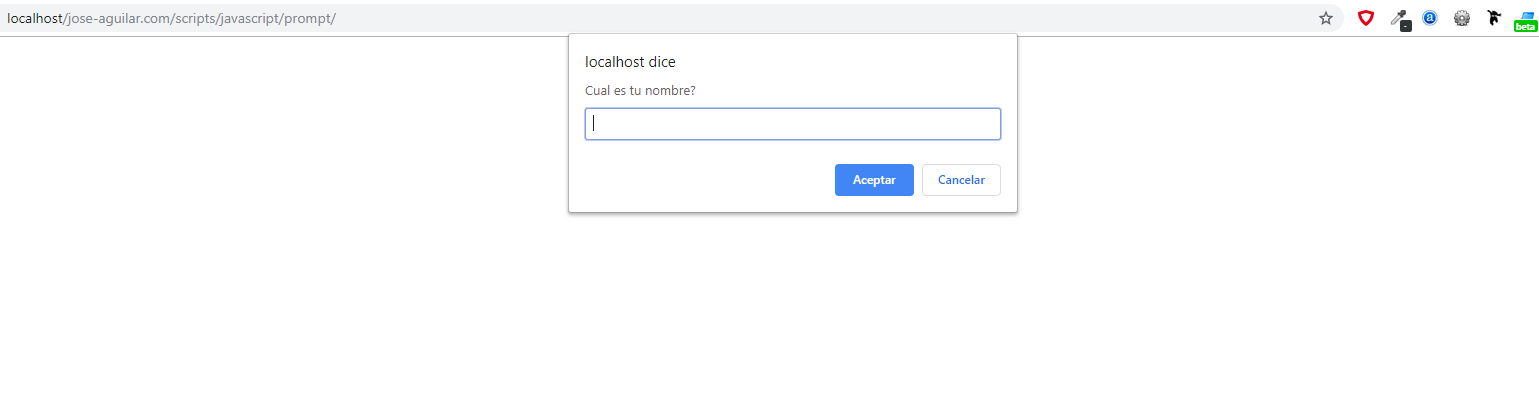 localhost/jose-aguilar.com/scripts/javascript/prompt/
localhost dice
Cual es tu nombre?
Aceptar Cancelar
a
beta